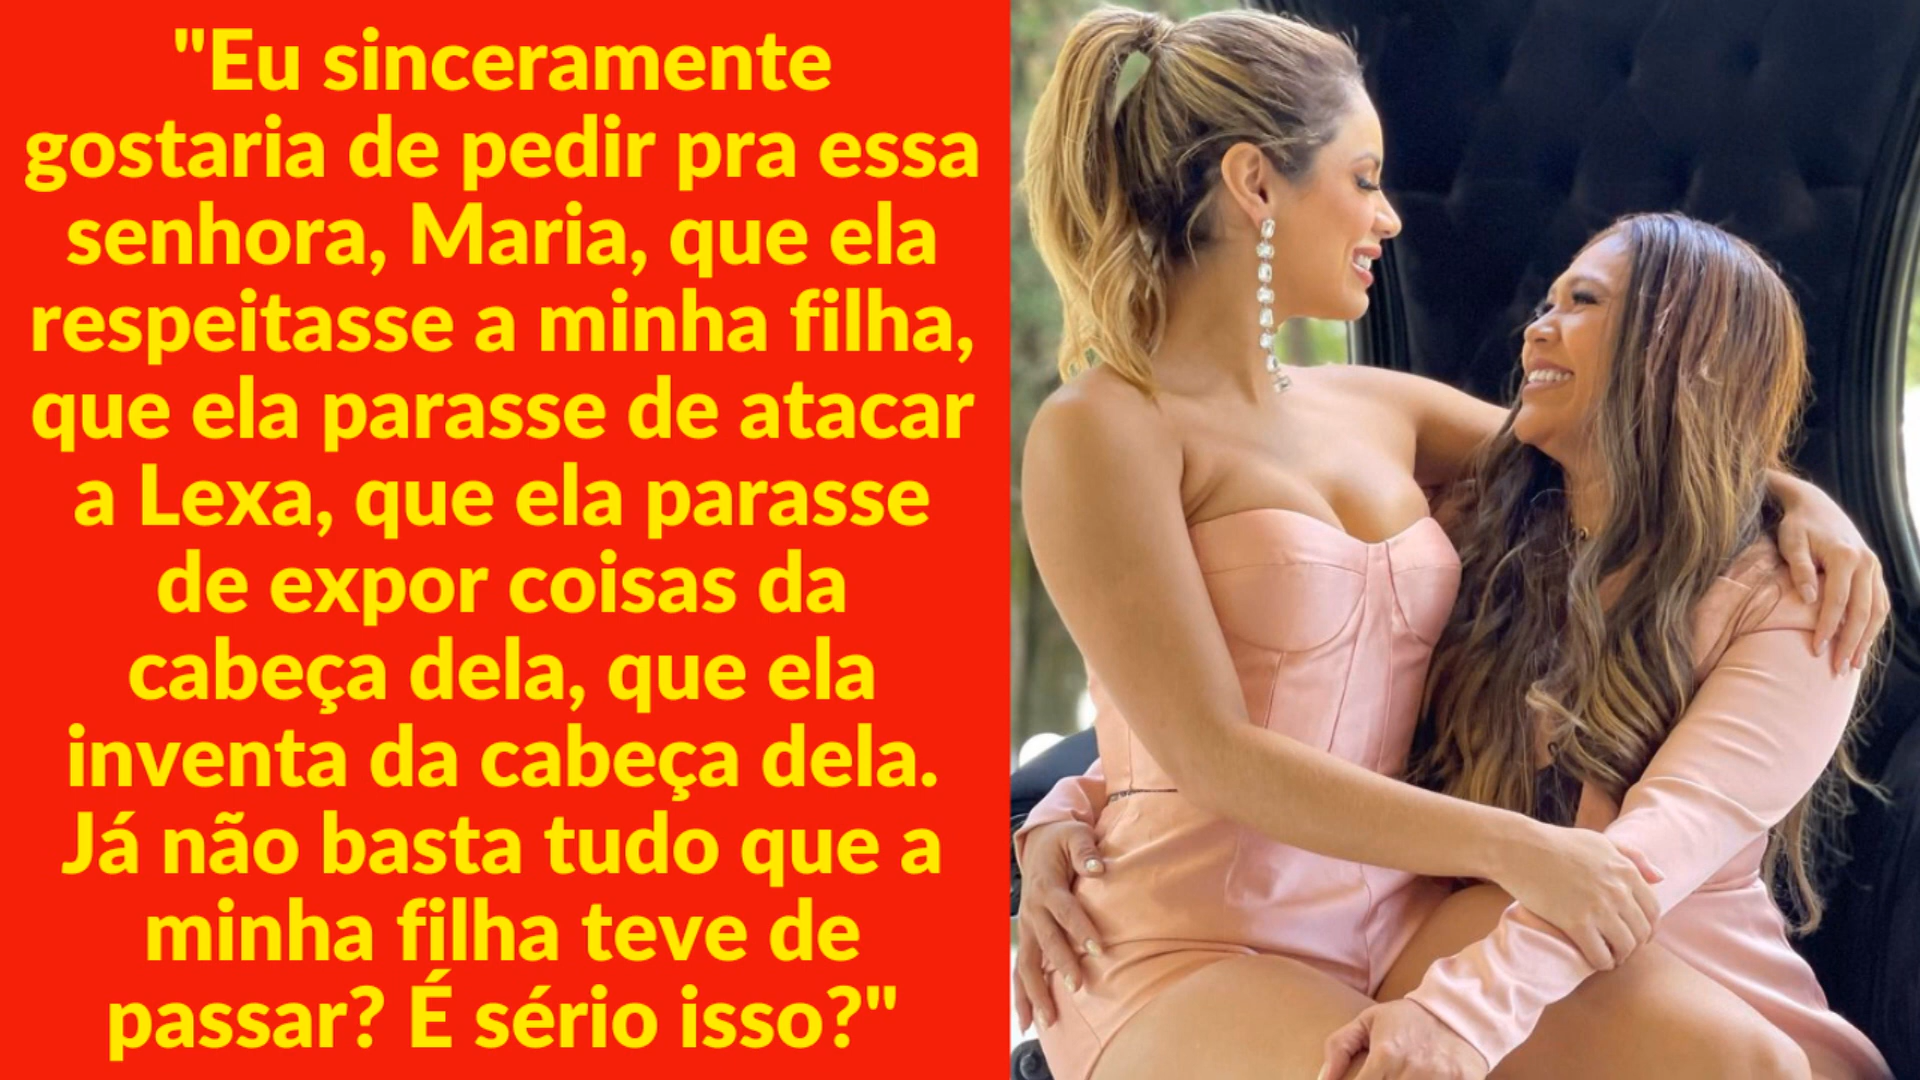 "Eu sinceramente
gostaria de pedir pra essa
senhora, Maria, que ela
respeitasse a minha filha,
que ela parasse de atacar
a Lexa, que ela parasse
de expor coisas da
cabeça dela, que ela
inventa da cabeça dela.
Já não basta tudo que a
minha filha teve de
passar? É sério isso?"